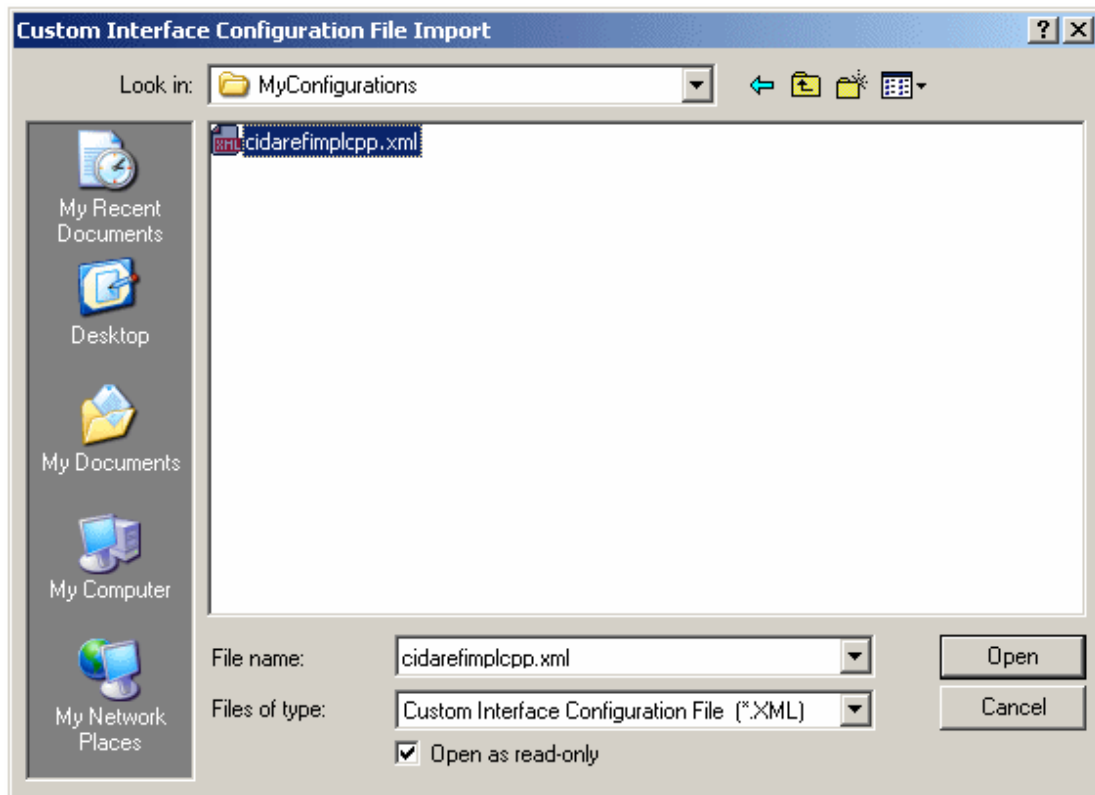 Custom Interface Configuration File Import
Look in:
MyConfigurations
XML
cidarefimplcpp.xml
My Recent
Documents
Desktop
My Documents
My Computer
My Network
Places
File name:
cidarefimplcpp.xml
Open
Files of type:
Custom Interface Configuration File (*.XML)
Cancel
Open as read-only